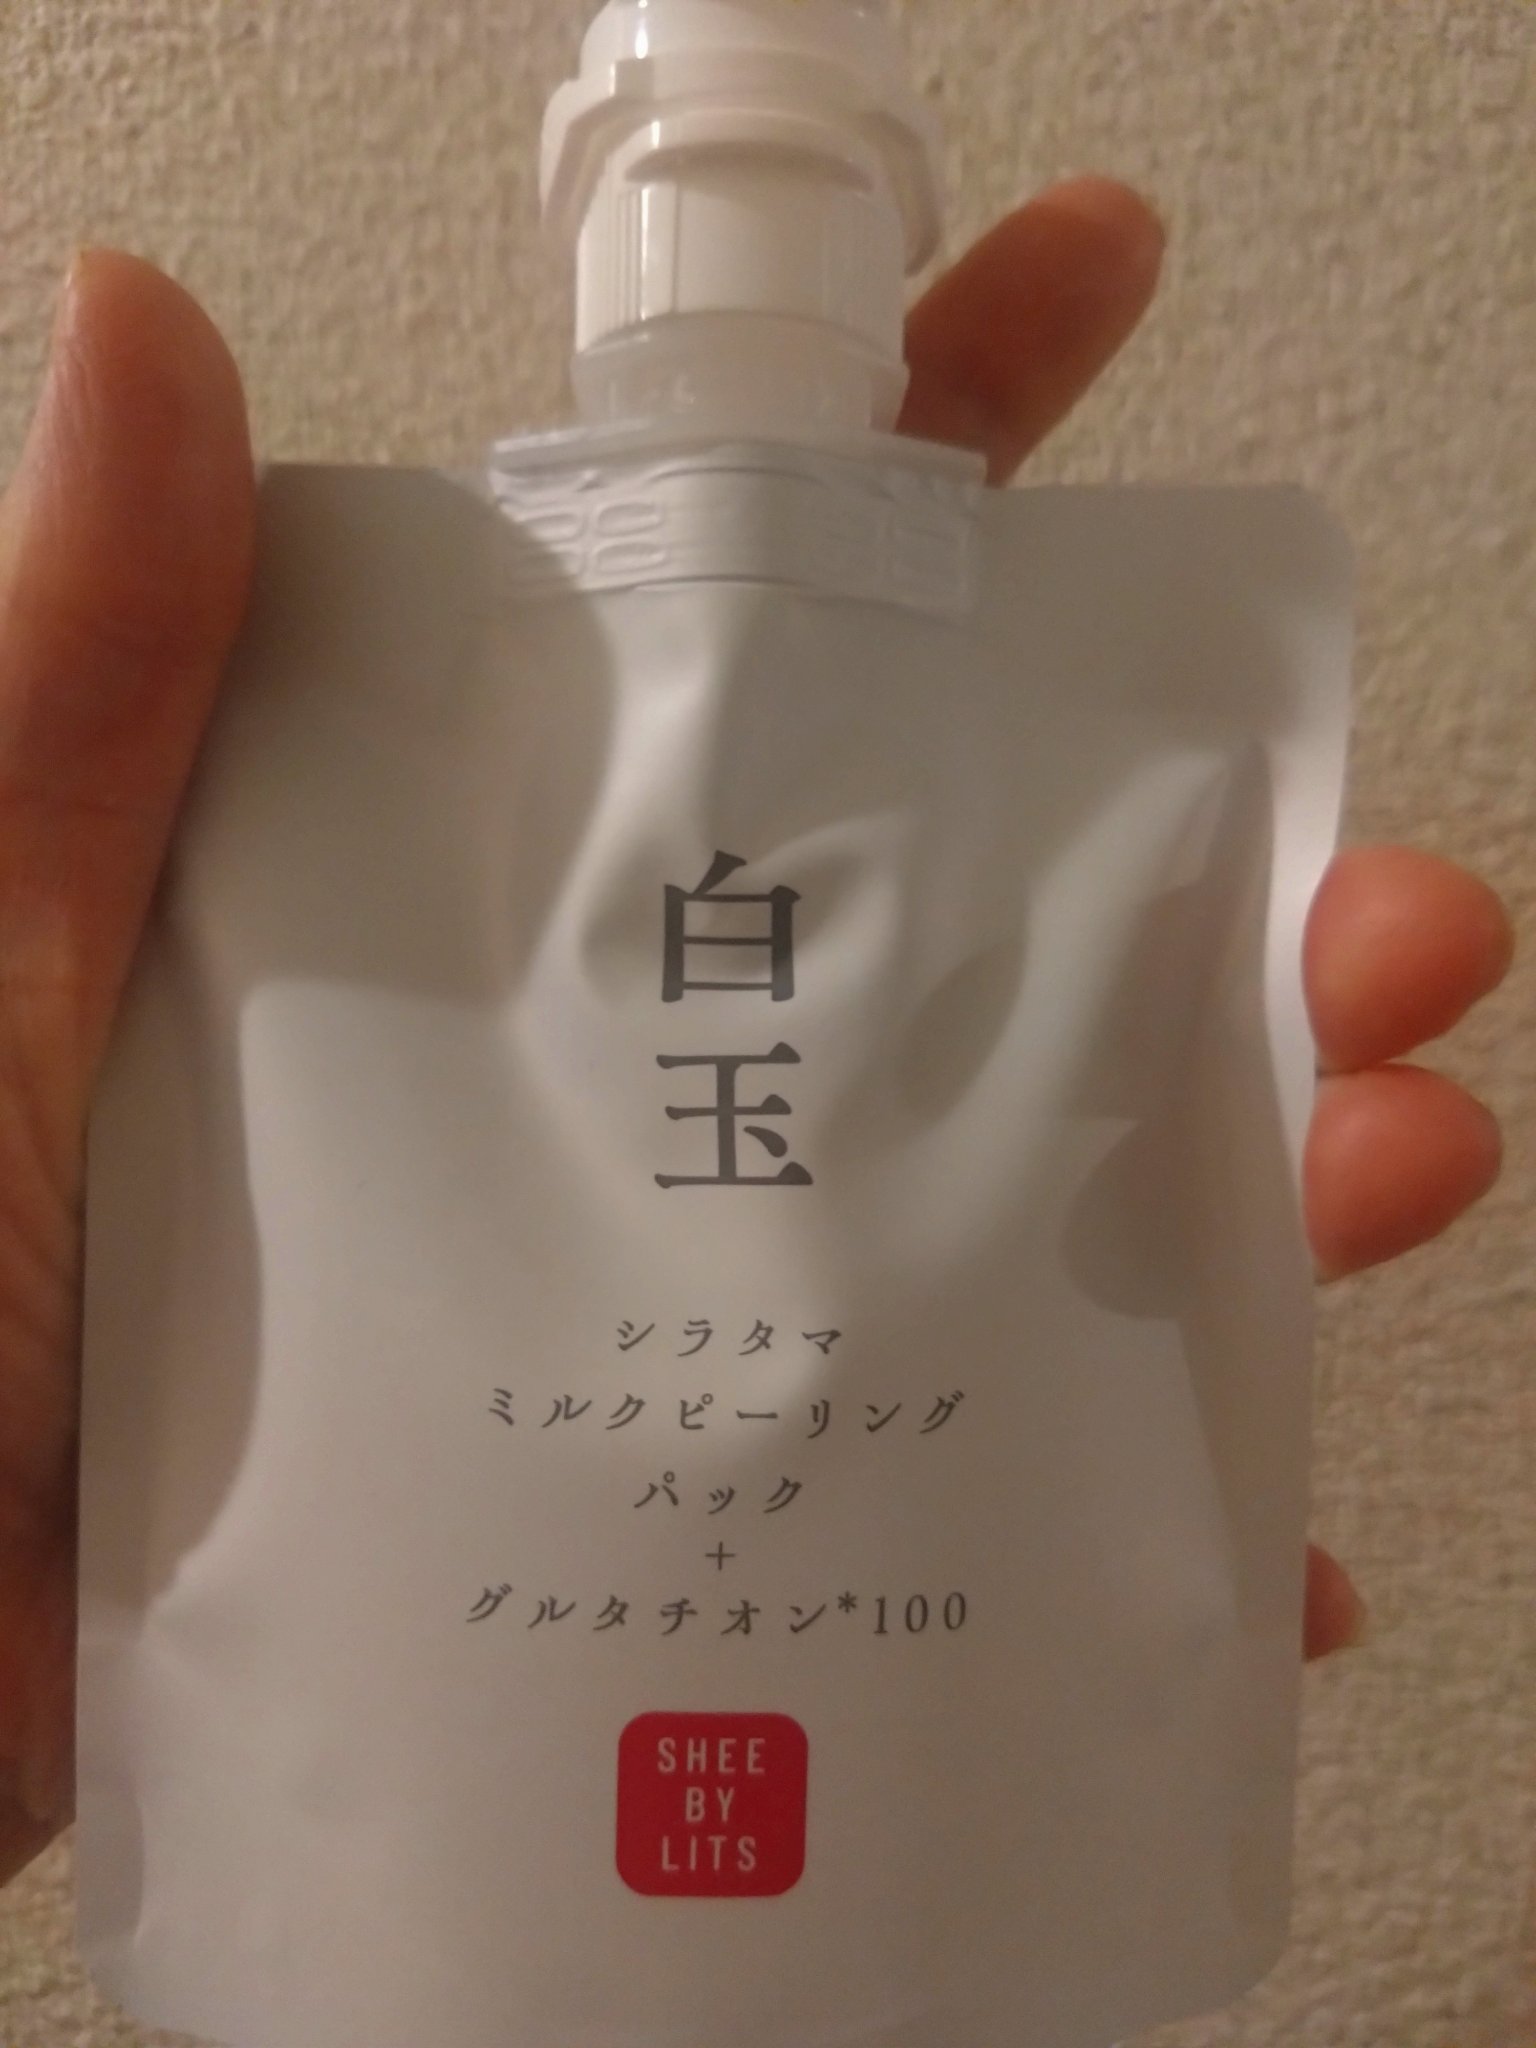 白玉
シラタマ
ミルクピーリング
パック
+
グルタチオン*100
SHEE
BY
LITS